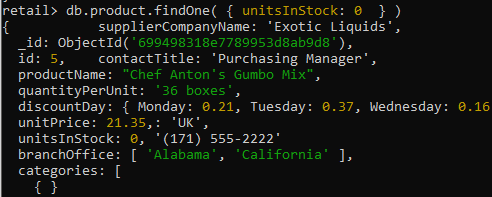 retail> db.product.findOne( { unitsInStock: 0 } )
{        supplierCompanyName: 'Exotic Liquids',
  _id: ObjectId('699498318e7789953d8ab9d8'),
  id: 5,    contactTitle: 'Purchasing Manager',
  productName: "Chef Anton's Gumbo Mix",
  quantityPerUnit: '36 boxes',
  discountDay: { Monday: 0.21, Tuesday: 0.37, Wednesday: 0.16
  unitPrice: 21.35,: 'UK',
  unitsInStock: 0, '(171) 555-2222'
  branchOffice: [ 'Alabama', 'California' ],
  categories: [
    { }